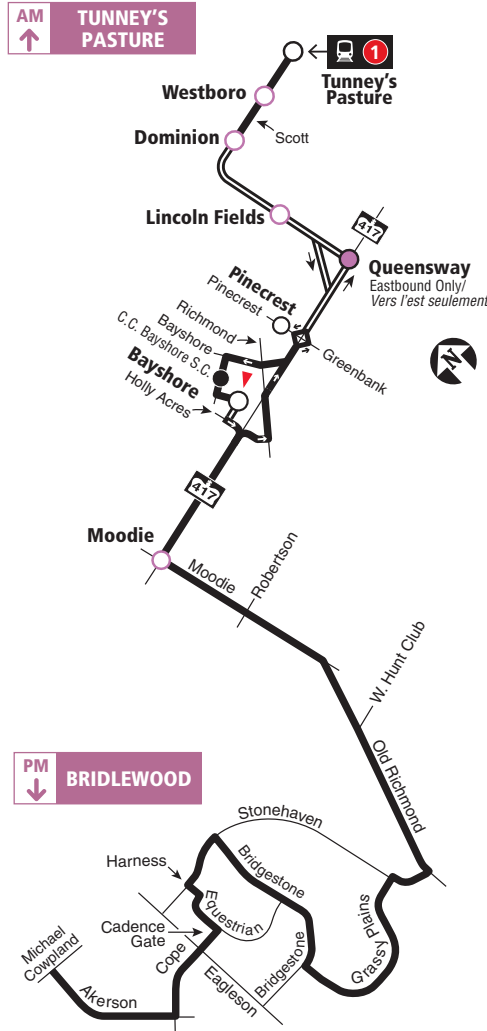 AM
TUNNEY'S
PASTURE
1
Tunney's
Pasture
Westboro
Scott
Dominion
Lincoln Fields
417
Queensway
Eastbound Only/
Vers l'est seulement
Pinecrest
Pinecrest
Richmond
Bayshore
C.C. Bayshore S.C.
Bayshore
Holly Acres
Greenbank
N
417
Moodie
Moodie
Robertson
W. Hunt Club
Old Richmond
PM
BRIDLEWOOD
Stonehaven
Harness
Bridgestone
Equestrian
Grassy Plains
Cadence
Gate
Michael
Cowpland
Cope
Eagleson
Bridgestone
Akerson